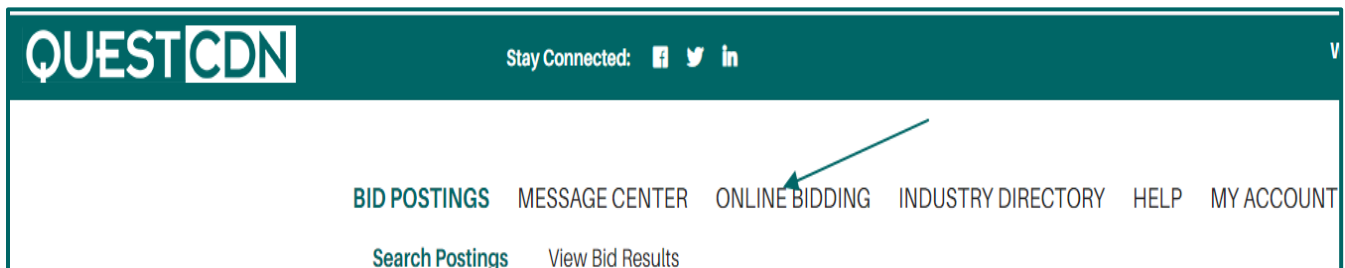 QUESTCDN Stay Connected: V
BID POSTINGS MESSAGE CENTER ONLINE BIDDING INDUSTRY DIRECTORY HELP MY ACCOUNT
Search Postings View Bid Results